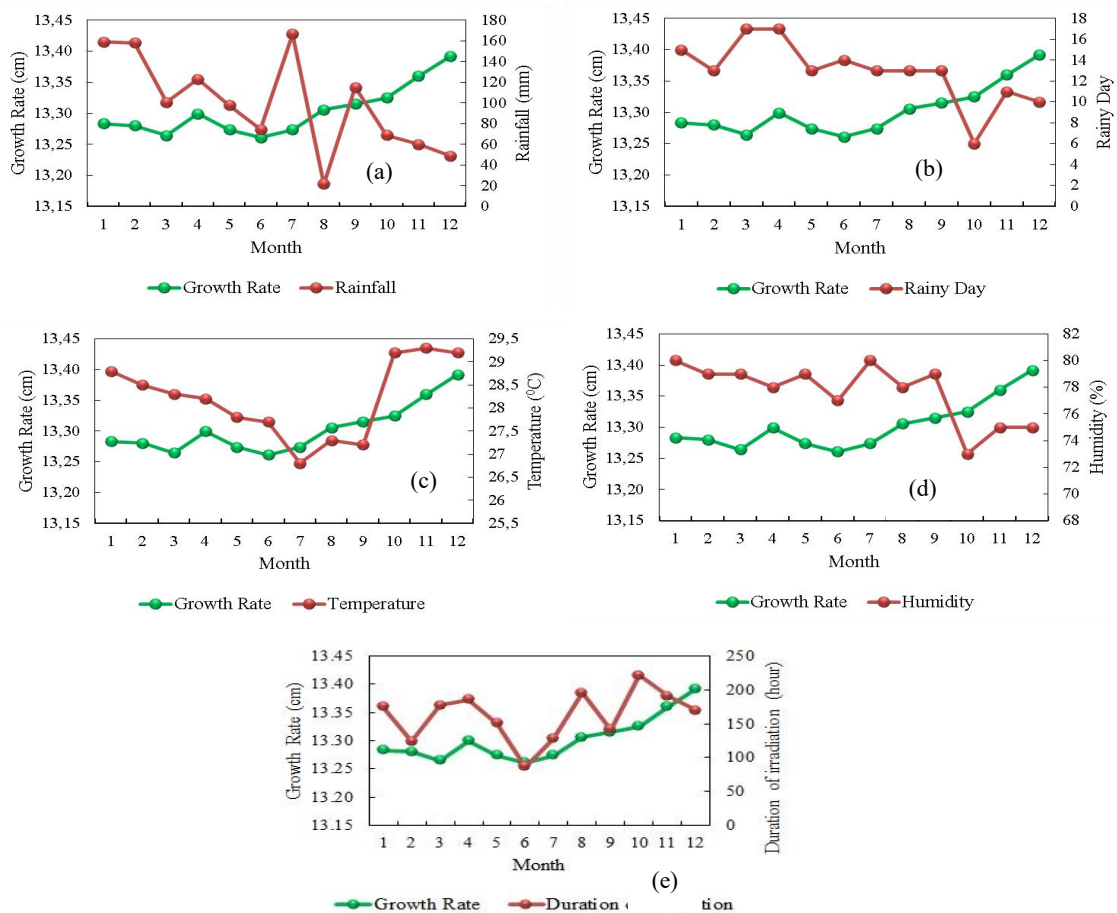 13,45
13,40
13,35
13,30
13,25
13,20
13,15
Growth Rate (cm)
180
160
140
120
100
80
60
40
20
0
Rainfall (mm)
(a)
1 2 3 4 5 6 7 8 9 10 11 12
Month
Growth Rate Rainfall
13,45
13,40
13,35
13,30
13,25
13,20
13,15
Growth Rate (cm)
18
16
14
12
10
8
6
4
2
0
Rainy Day
(b)
1 2 3 4 5 6 7 8 9 10 11 12
Month
Growth Rate Rainy Day
13,45
13,40
13,35
13,30
13,25
13,20
13,15
Growth Rate (cm)
29,5
29
28,5
28
27,5
27
26,5
26
25,5
Temperature (⁰C)
(c)
1 2 3 4 5 6 7 8 9 10 11 12
Month
Growth Rate Temperature
13,45
13,40
13,35
13,30
13,25
13,20
13,15
Growth Rate (cm)
82
80
78
76
74
72
70
68
Humidity (%)
(d)
1 2 3 4 5 6 7 8 9 10 11 12
Month
Growth Rate Humidity
13.45
13.40
13.35
13.30
13.25
13.20
13.15
Growth Rate (cm)
250
200
150
100
50
0
Duration of irradiation (hour)
1 2 3 4 5 6 7 8 9 10 11 12
Month
(e)
Growth Rate Duration tion